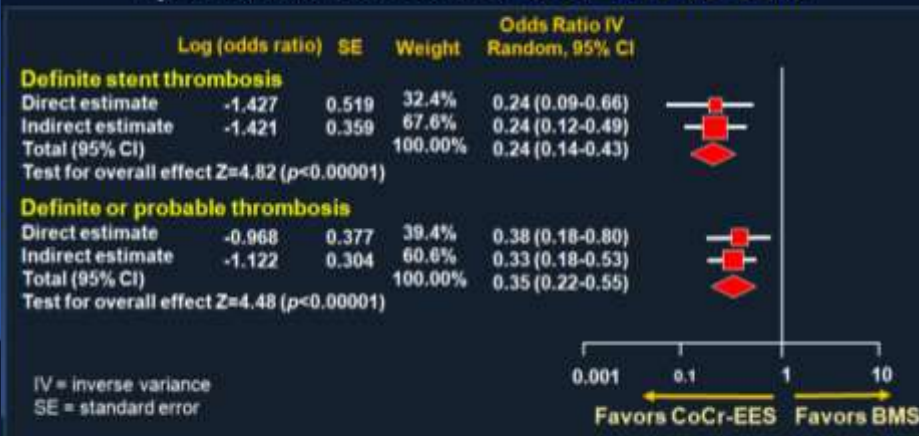 Odds Ratio IV
Log (odds ratio) SE Weight Random, 95% CI
Definite stent thrombosis
Direct estimate -1.427 0.519 32.4% 0.24 (0.09-0.66)
Indirect estimate -1.421 0.359 67.6% 0.24 (0.12-0.49)
Total (95% CI) 100.00% 0.24 (0.14-0.43)
Test for overall effect Z=4.82 (p<0.00001)
Definite or probable thrombosis
Direct estimate -0.968 0.377 39.4% 0.38 (0.18-0.80)
Indirect estimate -1.122 0.304 60.6% 0.33 (0.18-0.53)
Total (95% CI) 100.00% 0.35 (0.22-0.55)
Test for overall effect Z=4.48 (p<0.00001)
0.001 0.1 1 10
IV = inverse variance
SE = standard error
Favors CoCr-EES Favors BMS